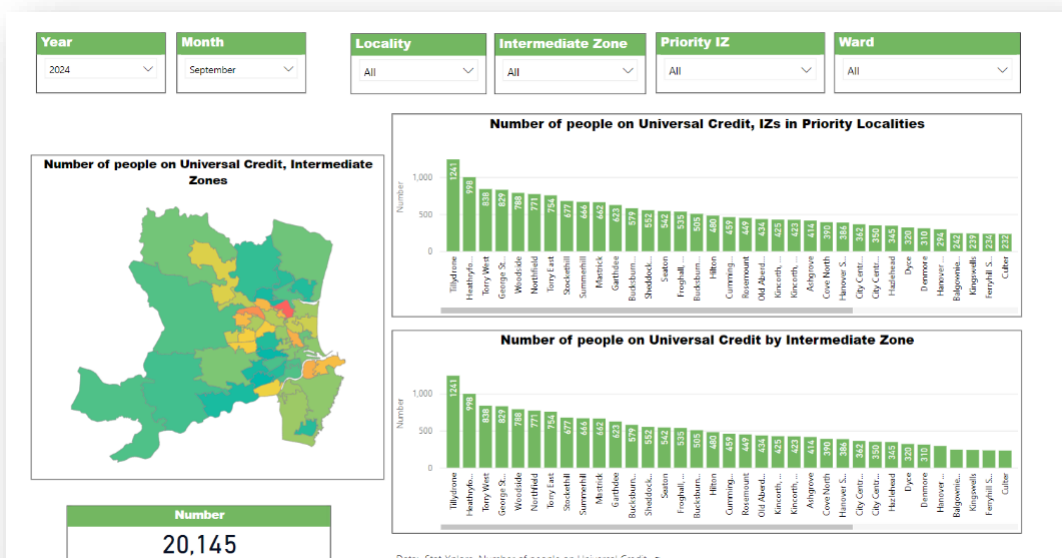 Year
Month
Locality
Intermediate Zone
Priority IZ
Ward
2024
September
All
All
All
All
Number of people on Universal Credit, IZs in Priority Localities
Number
1,000
500
0
1241
998
838
829
788
771
754
677
666
662
623
579
552
542
535
505
480
459
449
434
425
423
414
390
386
362
350
345
320
310
294
242
239
234
232
Tillydrone
Heathryfo...
Torry West
George St...
Woodside
Northfield
Torry East
Stockethill
Summerhill
Mastrick
Garthdee
Bucksburn...
Sheddock...
Seaton
Froghall, ...
Bucksburn...
Hilton
Cumming...
Rosemount
Old Aberd...
Kincorth, ...
Kincorth, ...
Ashgrove
Cove North
Hanover S...
City Centr...
City Centr...
Hazlehead
Dyce
Denmore
Hanover ...
Balgownie...
Kingswells
Ferryhill S...
Culter
Number of people on Universal Credit, Intermediate
Zones
Number of people on Universal Credit by Intermediate Zone
Number
1,000
500
0
1241
998
838
829
788
771
754
677
666
662
623
579
552
542
535
505
480
459
449
434
425
423
414
390
386
362
350
345
320
310
Tillydrone
Heathryfo...
Torry West
George St...
Woodside
Northfield
Torry East
Stockethill
Summerhill
Mastrick
Garthdee
Bucksburn...
Sheddock...
Seaton
Froghall, ...
Bucksburn...
Hilton
Cumming...
Rosemount
Old Aberd...
Kincorth, ...
Kincorth, ...
Ashgrove
Cove North
Hanover S...
City Centr...
City Centr...
Hazlehead
Dyce
Denmore
Hanover ...
Balgownie...
Kingswells
Ferryhill S...
Culter
Number
20,145